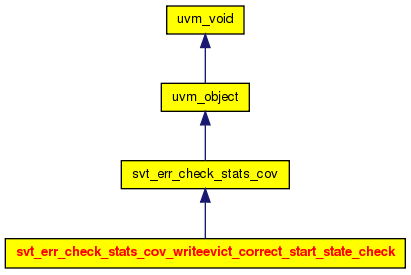 uvm_void
uvm_object
svt_err_check_stats_cov
svt_err_check_stats_cov_writeevict_correct_start_state_check